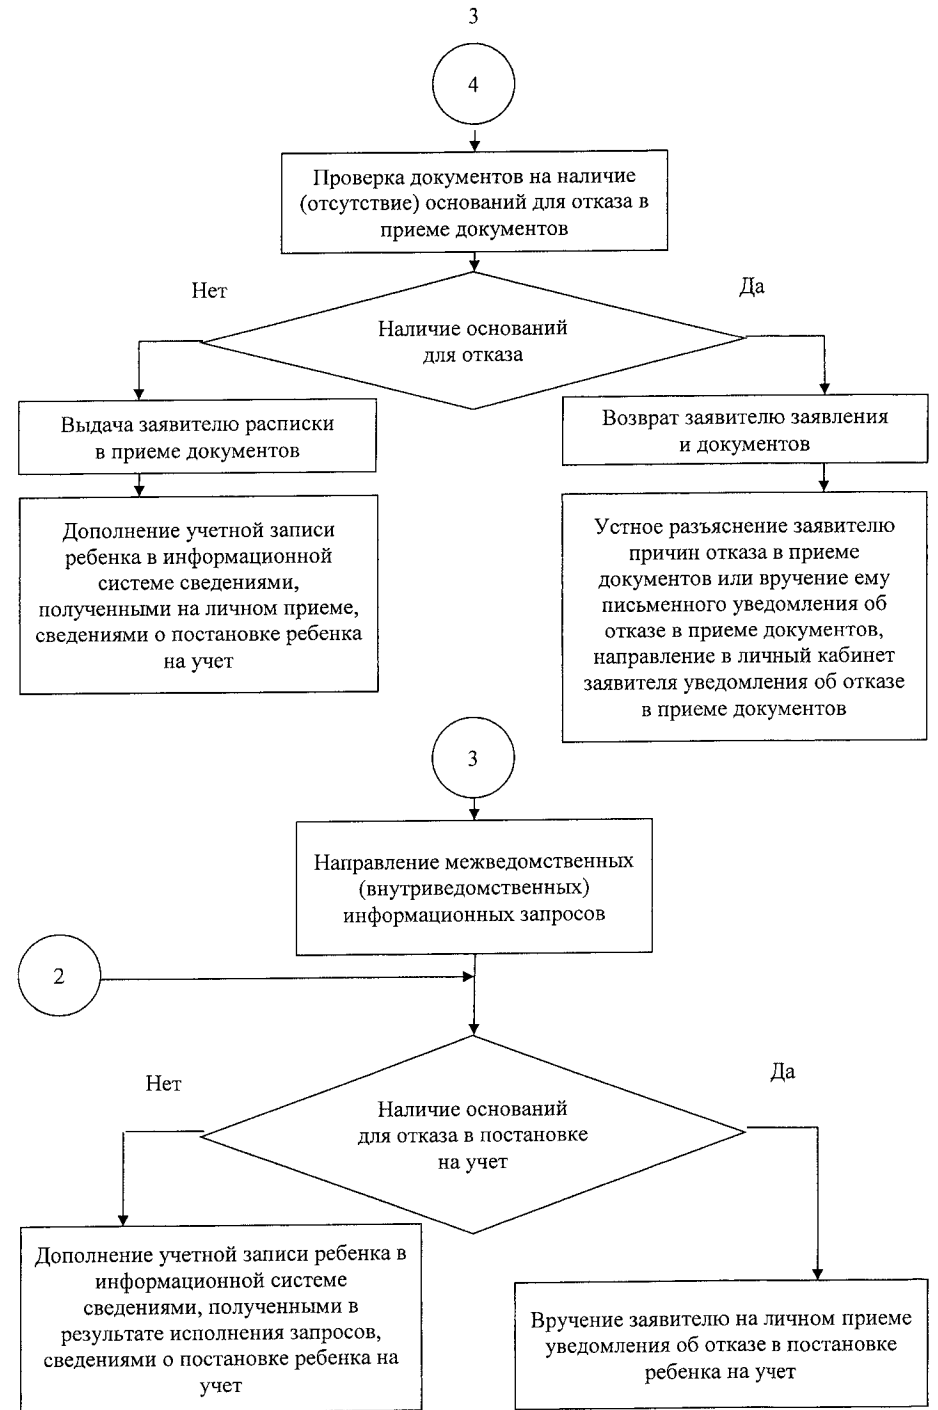 3
4
Проверка документов на наличие
(отсутствие) оснований для отказа в
приеме документов
Нет
Да
Наличие оснований
для отказа
Выдача заявителю расписки
в приеме документов
Возврат заявителю заявления
и документов
Дополнение учетной записи
ребенка в информационной
системе сведениями,
полученными на личном приеме,
сведениями о постановке ребенка
на учет
Устное разъяснение заявителю
причин отказа в приеме
документов или вручение ему
письменного уведомления об
отказе в приеме документов,
направление в личный кабинет
заявителя уведомления об отказе
в приеме документов
3
Направление межведомственных
(внутриведомственных)
информационных запросов
2
Нет
Да
Наличие оснований
для отказа в постановке
на учет
Дополнение учетной записи ребенка в
информационной системе
сведениями, полученными в
результате исполнения запросов,
сведениями о постановке ребенка на
учет
Вручение заявителю на личном приеме
уведомления об отказе в постановке
ребенка на учет